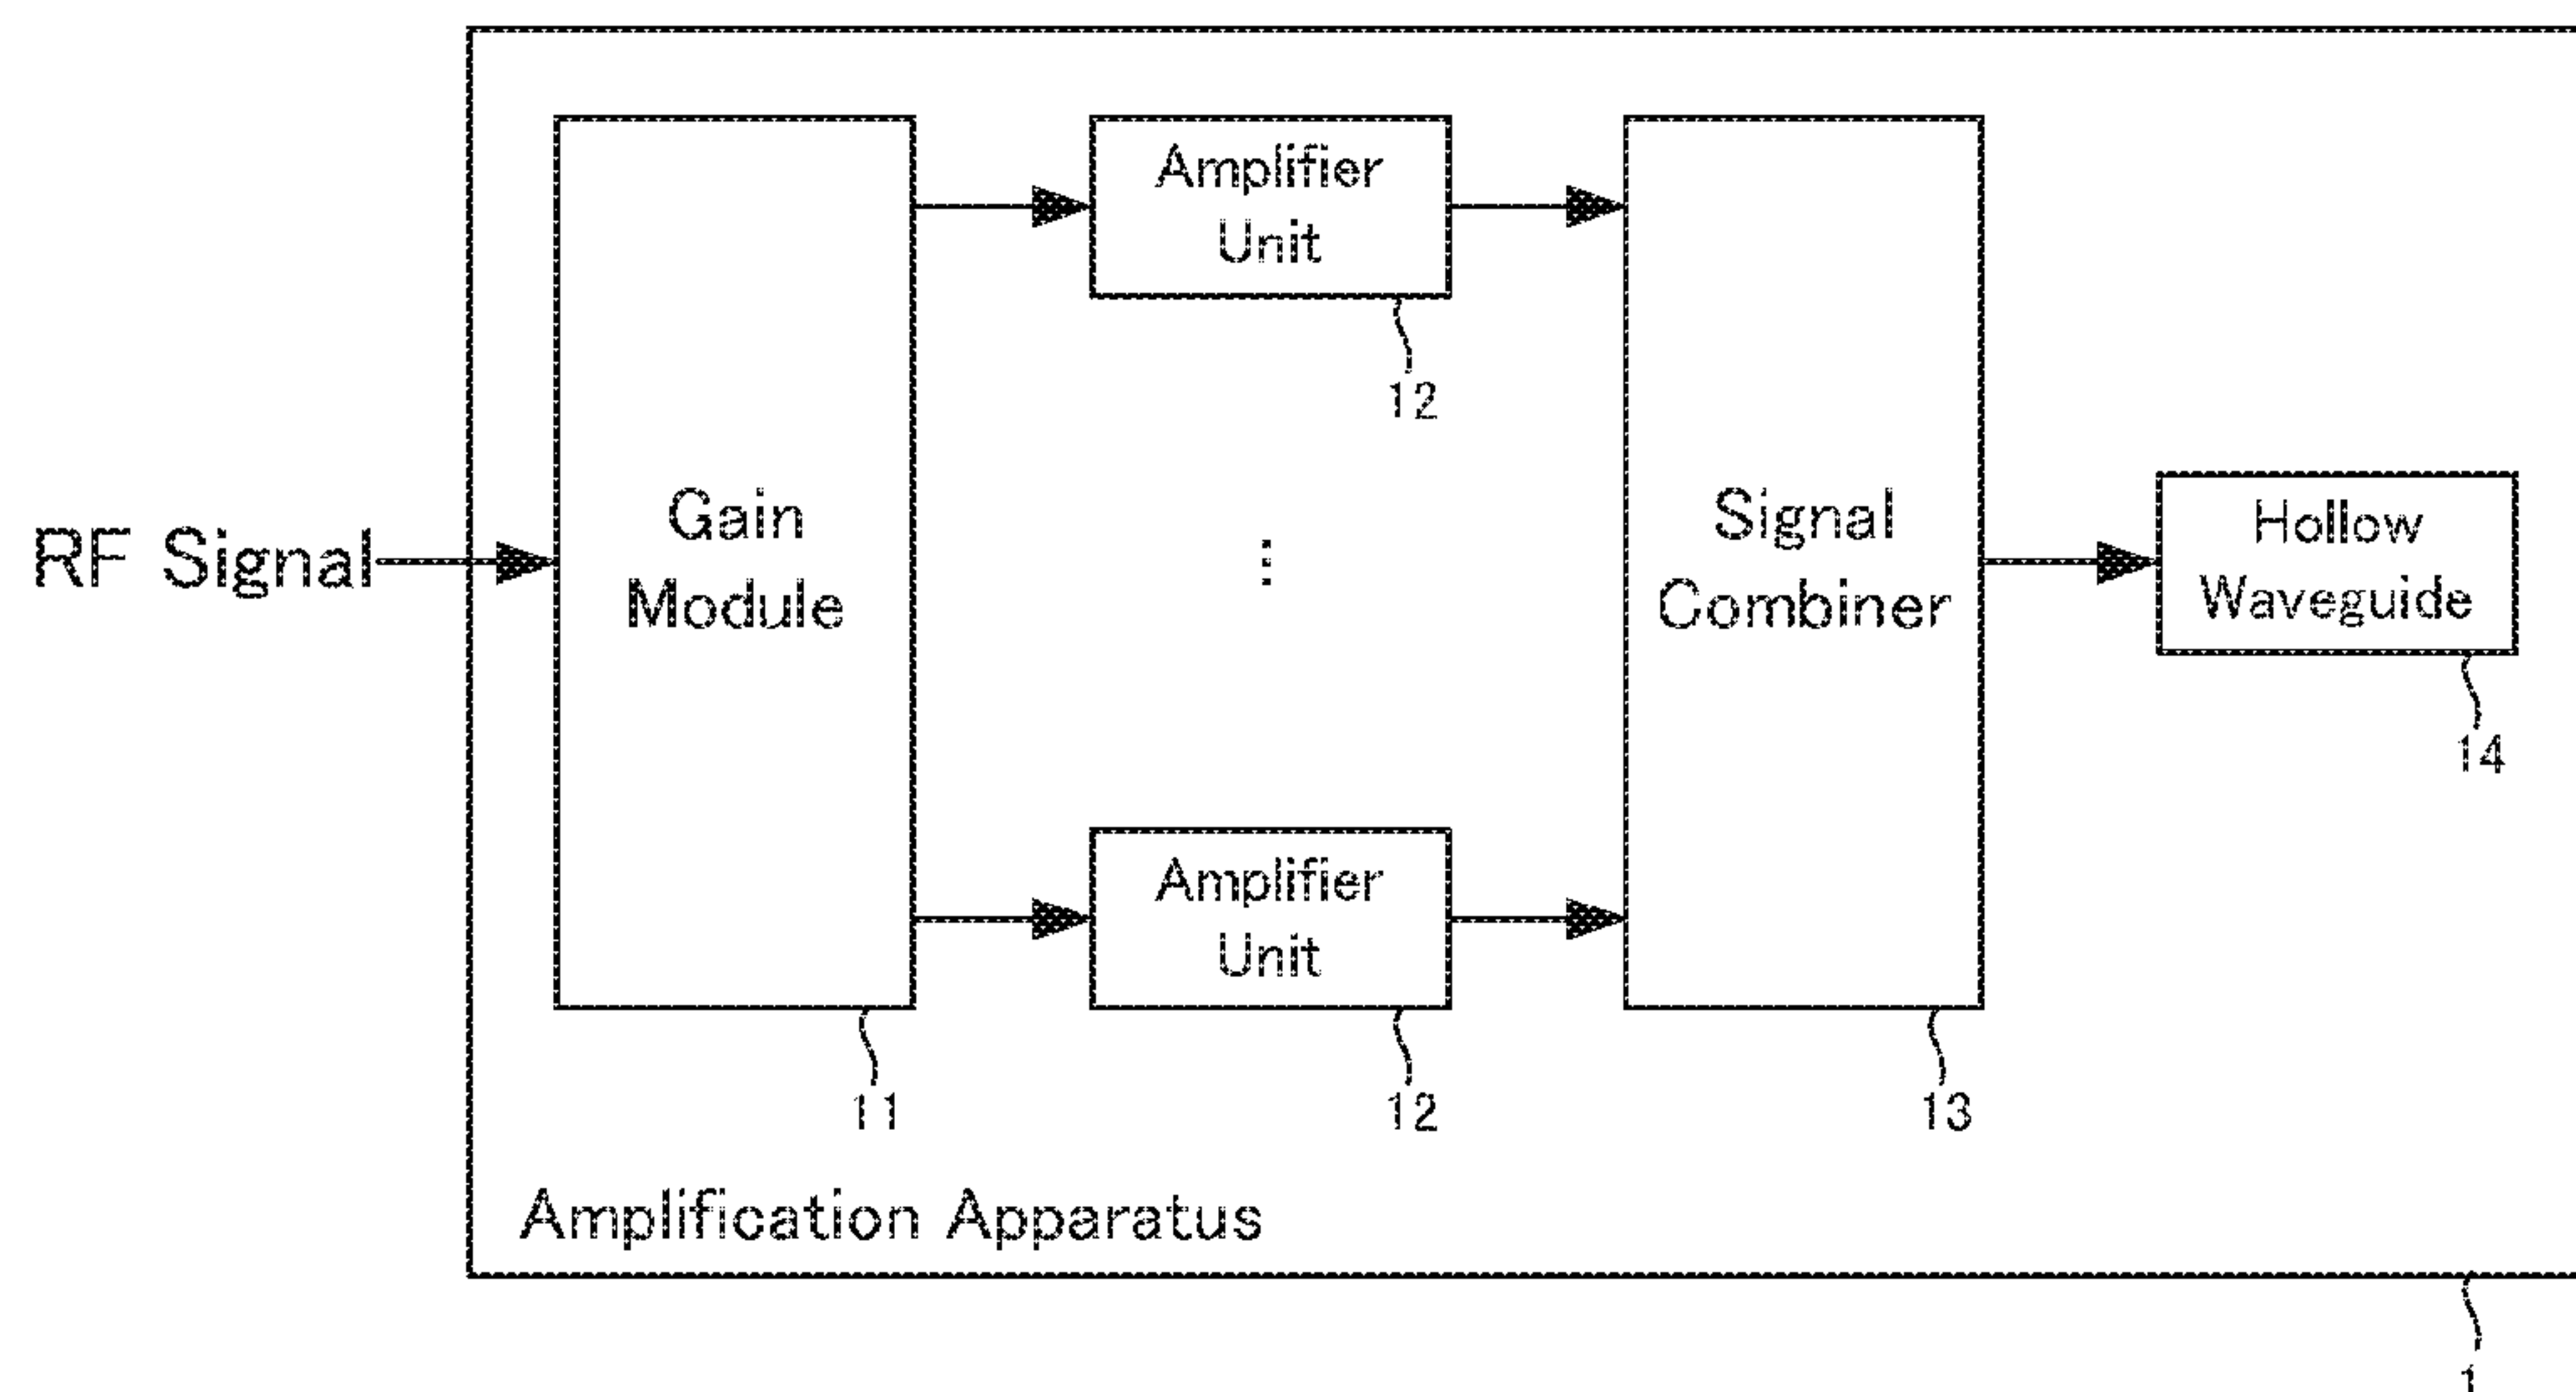 RF Signal
Gain
Module
11
Amplifier
Unit
12
⋮
Amplifier
Unit
12
Signal
Combiner
13
Hollow
Waveguide
14
Amplification Apparatus
1